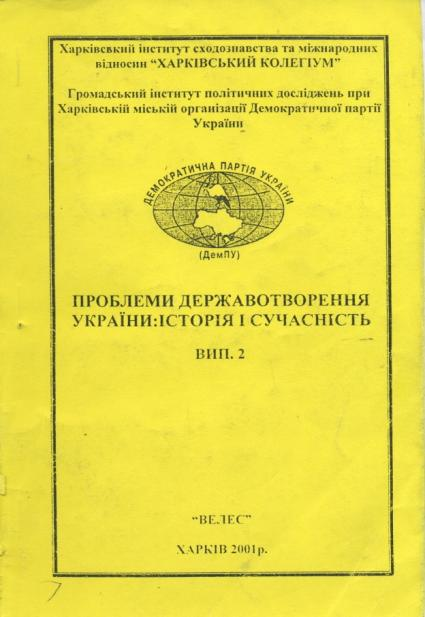 Харківський інститут сходознавства та міжнародних
відносин “ХАРКІВСЬКИЙ КОЛЕГІУМ”
Громадський інститут політичних досліджень при
Харківській міській організації Демократичної партії
України
ДЕМОКРАТИЧНА ПАРТІЯ УКРАЇНИ
(ДемПУ)
ПРОБЛЕМИ ДЕРЖАВОТВОРЕННЯ
УКРАЇНИ:ІСТОРІЯ І СУЧАСНІСТЬ
ВИП. 2
“ВЕЛЕС”
ХАРКІВ 2001р.